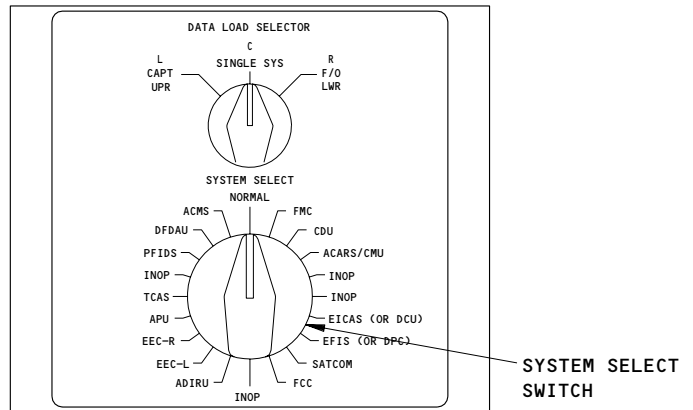 DATA LOAD SELECTOR
C
SINGLE SYS
L
CAPT
UPR
R
F/O
LWR
SYSTEM SELECT
NORMAL
ACMS
FMC
DFDAU
CDU
PFIDS
ACARS/CMU
INOP
INOP
TCAS
INOP
APU
EICAS (OR DCU)
EEC-R
EFIS (OR DPC)
EEC-L
SATCOM
ADIRU
FCC
INOP
SYSTEM SELECT
SWITCH